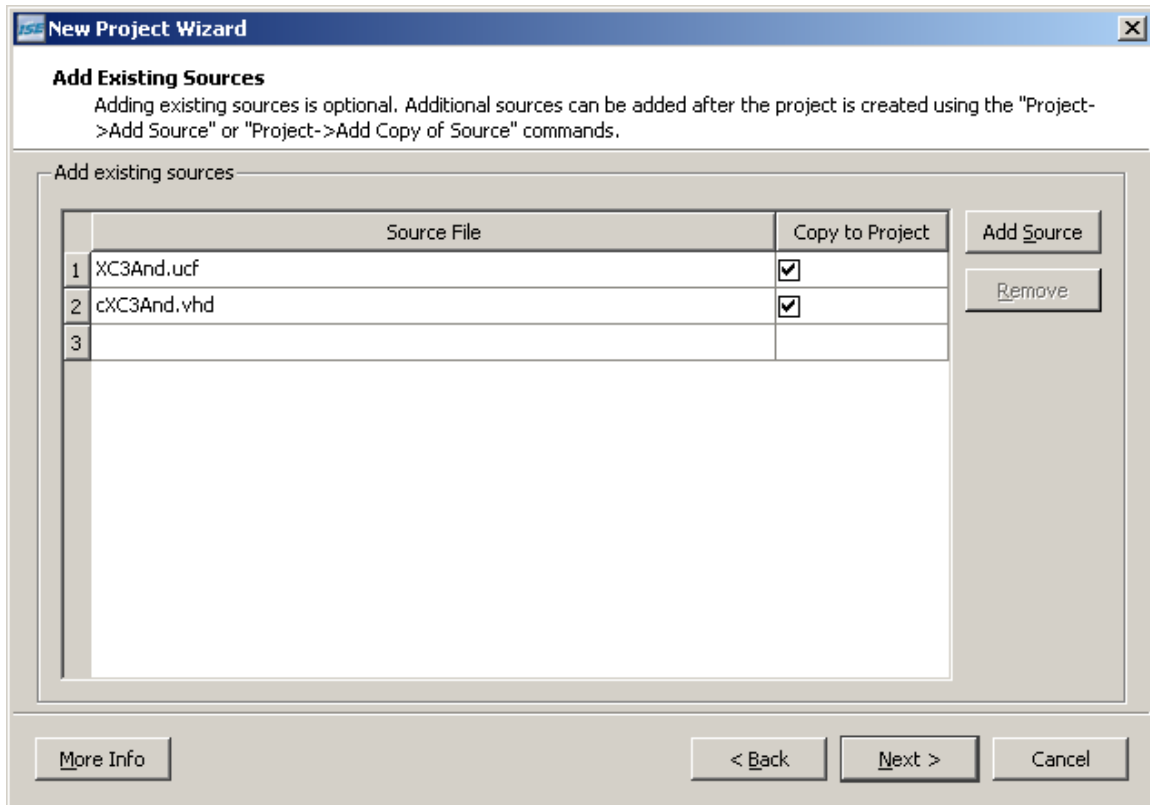 ISE New Project Wizard
Add Existing Sources
Adding existing sources is optional. Additional sources can be added after the project is created using the "Project-
>Add Source" or "Project->Add Copy of Source" commands.
Add existing sources
Source File Copy to Project Add Source
1 XC3And.ucf
Remove
2 cXC3And.vhd
3
More Info < Back Next > Cancel